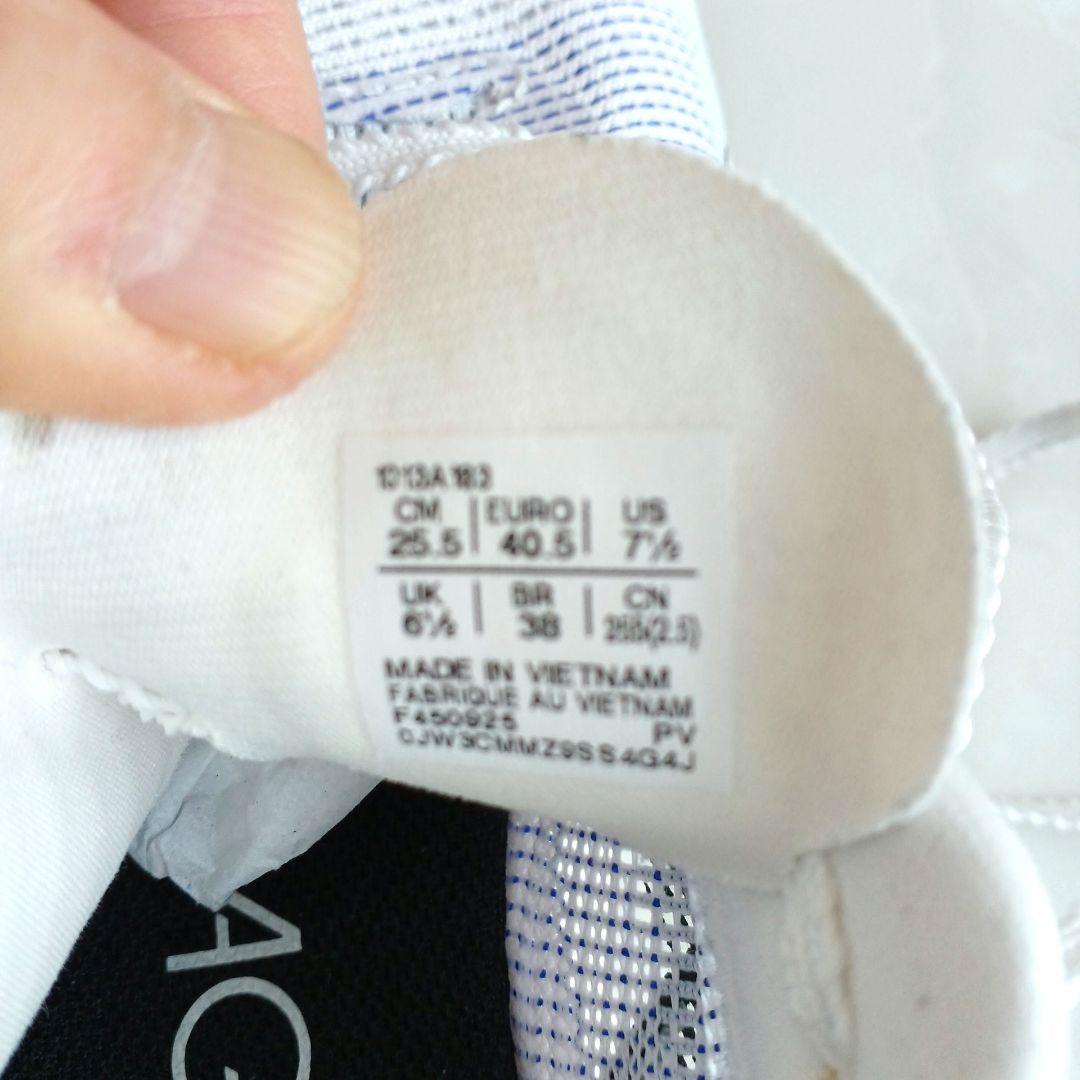 1013A183
CM | EURO | US
25.5 | 40.5 | 7½
UK | BR | CN
6½ | 38 | 255(2.5)
MADE IN VIETNAM
FABRIQUE AU VIETNAM
F450925 PV
0JW3CMMZ9SS4G4J
AG